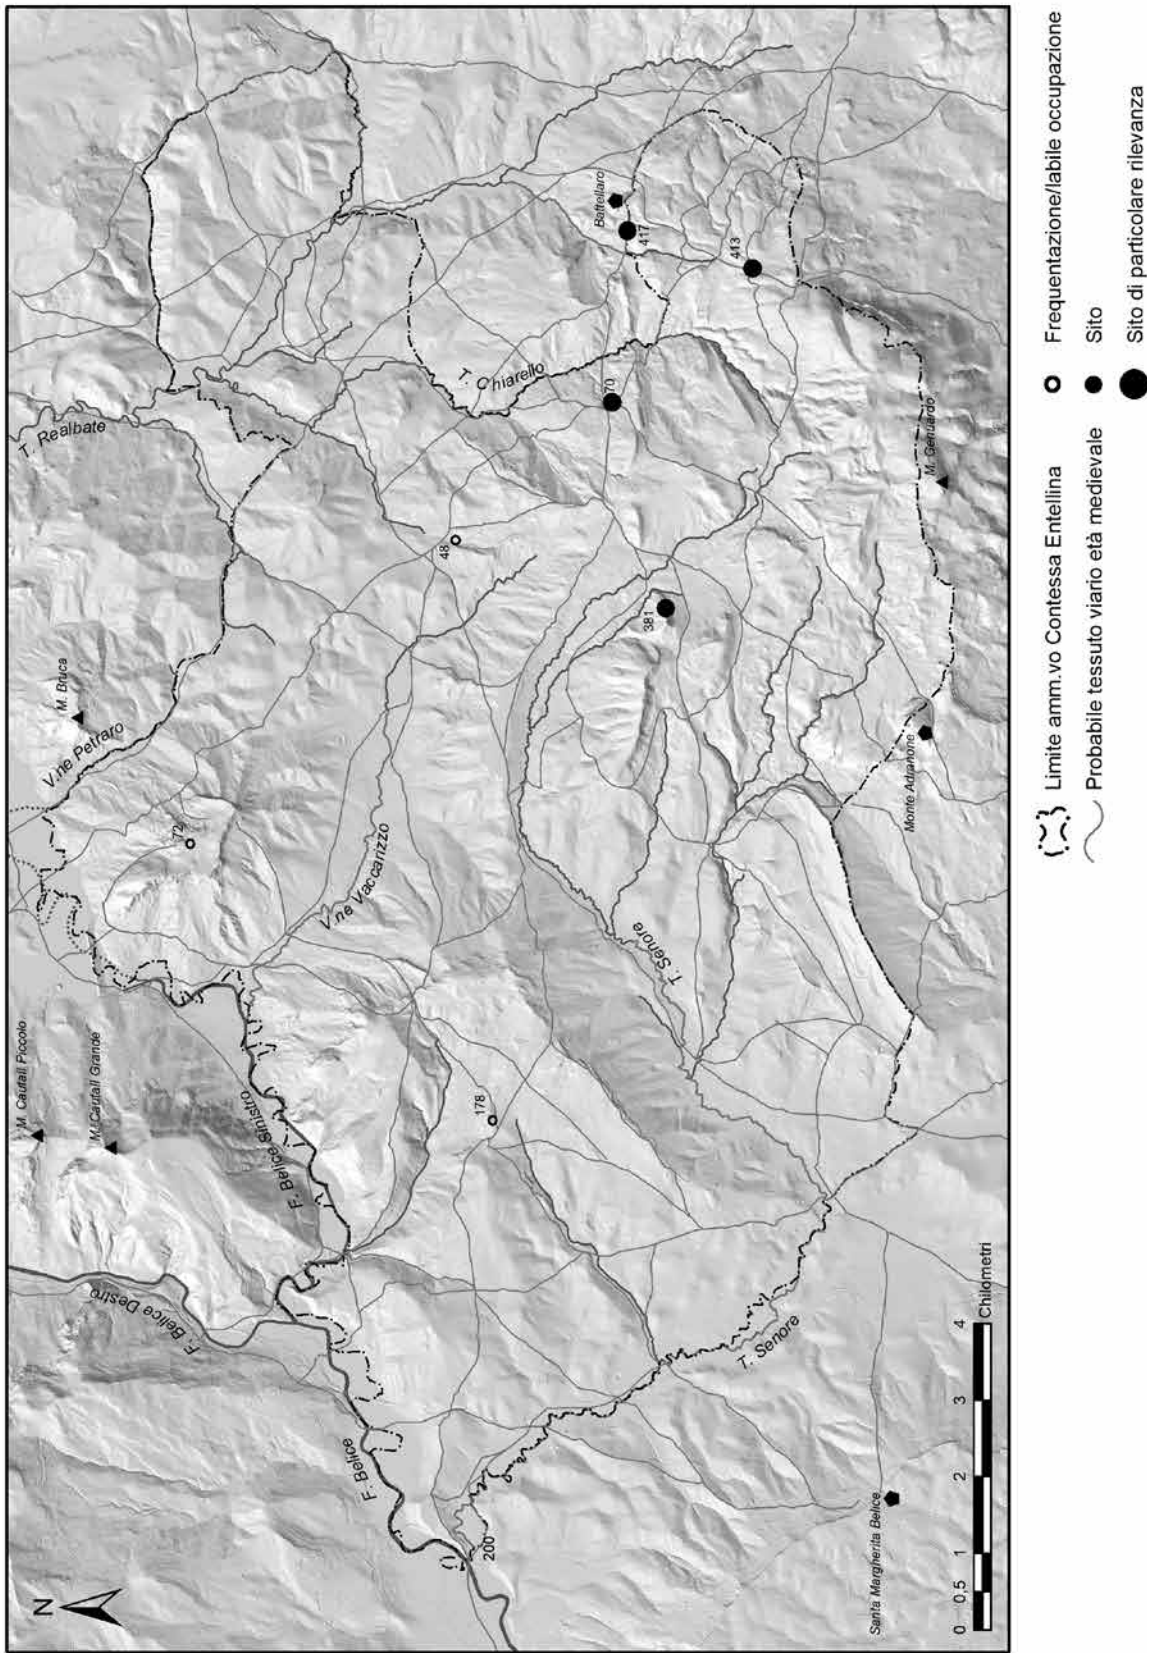 N
M. Cautali Piccolo
M. Cautali Grande
M. Bruca
T. Realbate
V.ne Petraro
72
F. Belice Destro
F. Belice Sinistro
V.ne Vaccarizzo
48
T. Chiarello
Battellaro
417
70
413
178
381
F. Belice
200
T. Senore
T. Senore
Monte Adranone
M. Genuardo
Santa Margherita Belice
0 0,5 1 2 3 4
Chilometri
Limite amm.vo Contessa Entellina
Probabile tessuto viario età medievale
Frequentazione/labile occupazione
Sito
Sito di particolare rilevanza